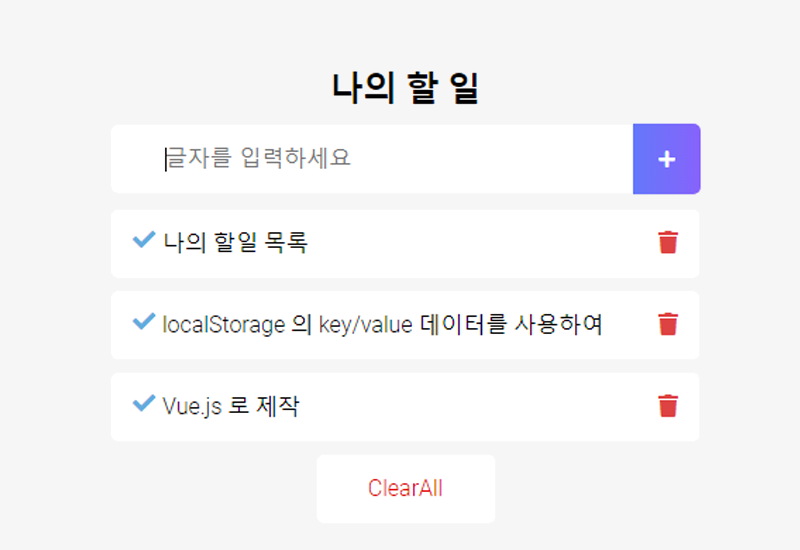 나의 할 일
글자를 입력하세요
나의 할일 목록
localStorage 의 key/value 데이터를 사용하여
Vue.js 로 제작
ClearAll